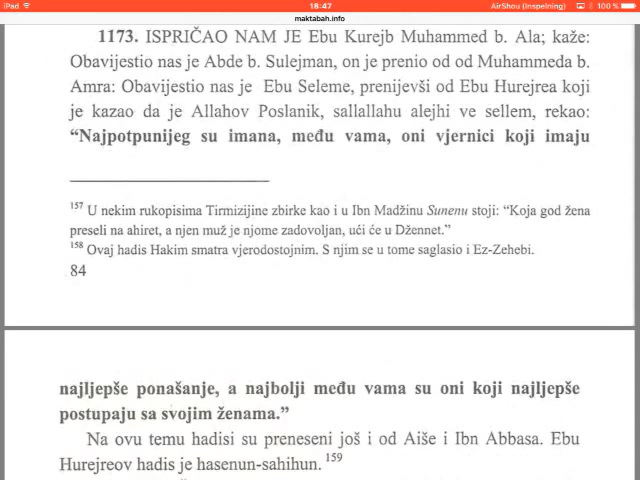 iPad
16:47
AirShou (Inspelning)
100 %
maktabah.info
1173. ISPRIČAO NAM JE Ebu Kurejb Muhammed b. Ala; kaže:
Obavijestio nas je Abde b. Sulejman, on je prenio od od Muhammeda b.
Amra: Obavijestio nas je Ebu Seleme, prenijevši od Ebu Hurejrea koji
je kazao da je Allahov Poslanik, sallallahu alejhi ve sellem, rekao:
“Najpotpunijeg su imana, među vama, oni vjernici koji imaju
157 U nekim rukopisima Tirmizijine zbirke kao i u Ibn Madžinu Sunenu stoji: “Koja god žena
preseli na ahiret, a njen muž je njome zadovoljan, ući će u Džennet.”
158 Ovaj hadis Hakim smatra vjerodostojnim. S njim se u tome saglasio i Ez-Zehebi.
84
najljepše ponašanje, a najbolji među vama su oni koji najljepše
postupaju sa svojim ženama.”
Na ovu temu hadisi su preneseni još i od Aiše i Ibn Abbasa. Ebu
Hurejreov hadis je hasenun-sahihun. 159